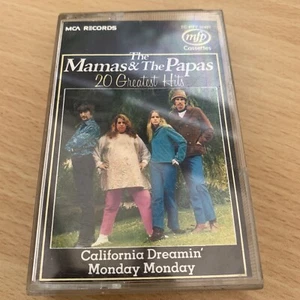 MCA RECORDS
mfp
Cassettes
The
Mamas & The Papas
20 Greatest Hits
California Dreamin'
Monday Monday